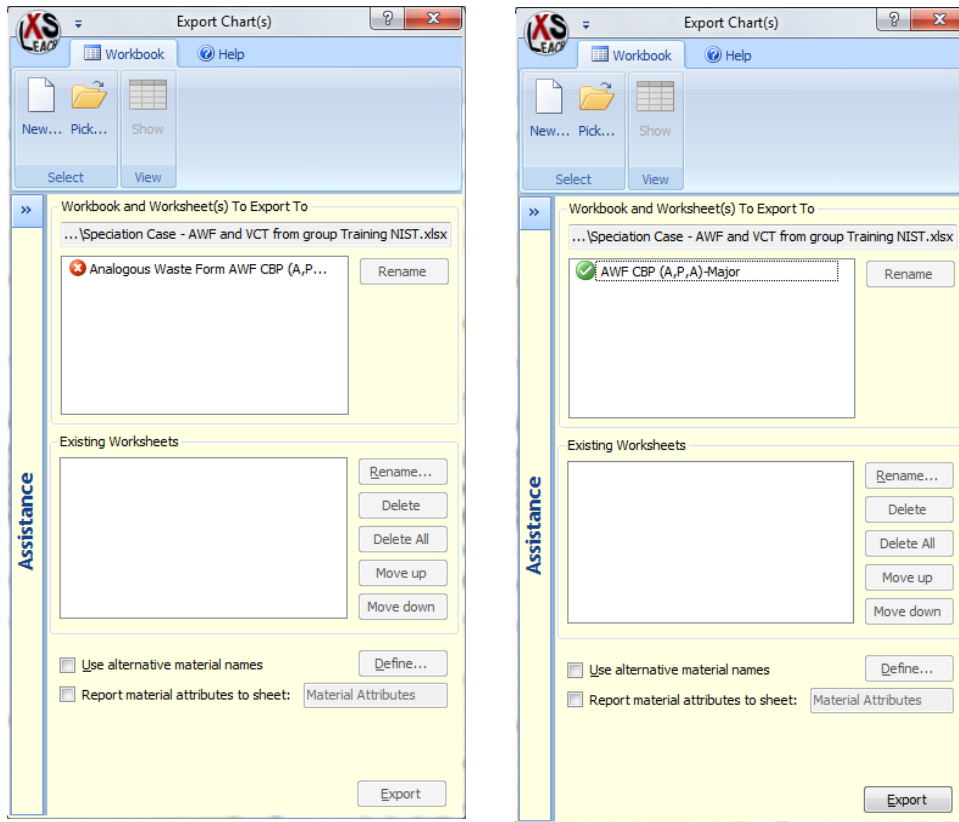 XS
LEACH
Export Chart(s)
?
X
Workbook
Help
New... Pick... Show
Select View
»
Workbook and Worksheet(s) To Export To
...\Speciation Case - AWF and VCT from group Training NIST.xlsx
Analogous Waste Form AWF CBP (A,P...
Rename
Existing Worksheets
Rename...
Delete
Delete All
Move up
Move down
Assistance
Use alternative material names
Define...
Report material attributes to sheet: Material Attributes
Export
XS
LEACH
Export Chart(s)
?
X
Workbook
Help
New... Pick... Show
Select View
»
Workbook and Worksheet(s) To Export To
...\Speciation Case - AWF and VCT from group Training NIST.xlsx
AWF CBP (A,P,A)-Major
Rename
Existing Worksheets
Rename...
Delete
Delete All
Move up
Move down
Assistance
Use alternative material names
Define...
Report material attributes to sheet: Material Attributes
Export